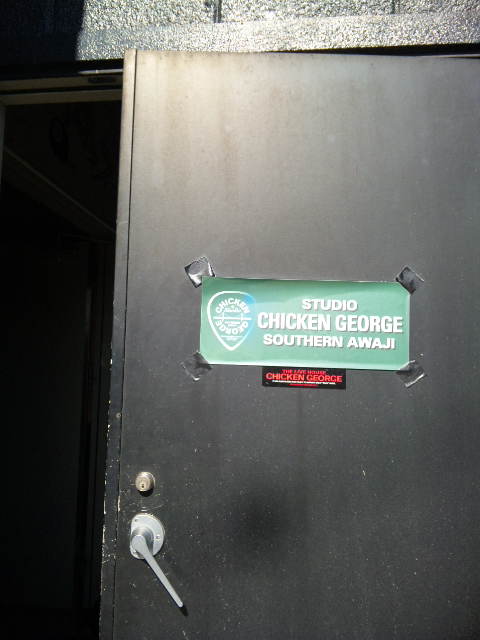 CHICKEN
GEORGE
STUDIO
CHICKEN GEORGE
SOUTHERN AWAJI
THE LIVE HOUSE
CHICKEN GEORGE